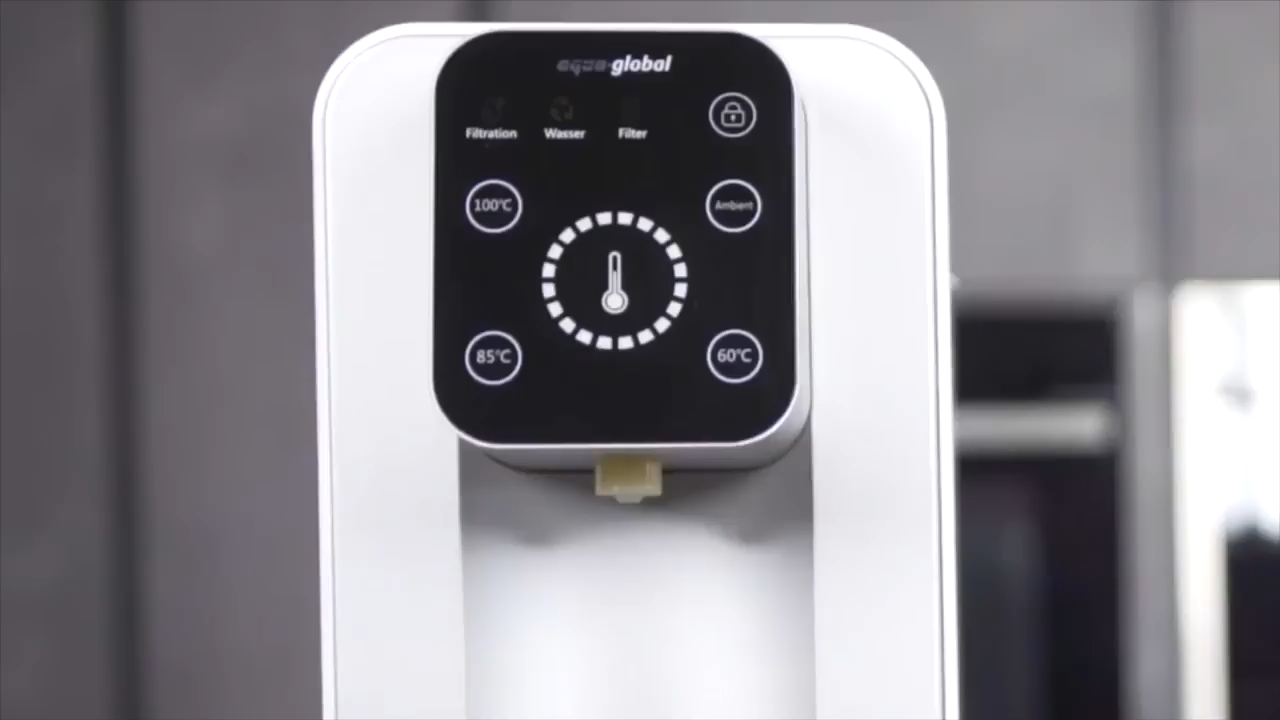 aqua-global
Filtration Wasser Filter
100℃ Ambient
85℃ 60℃